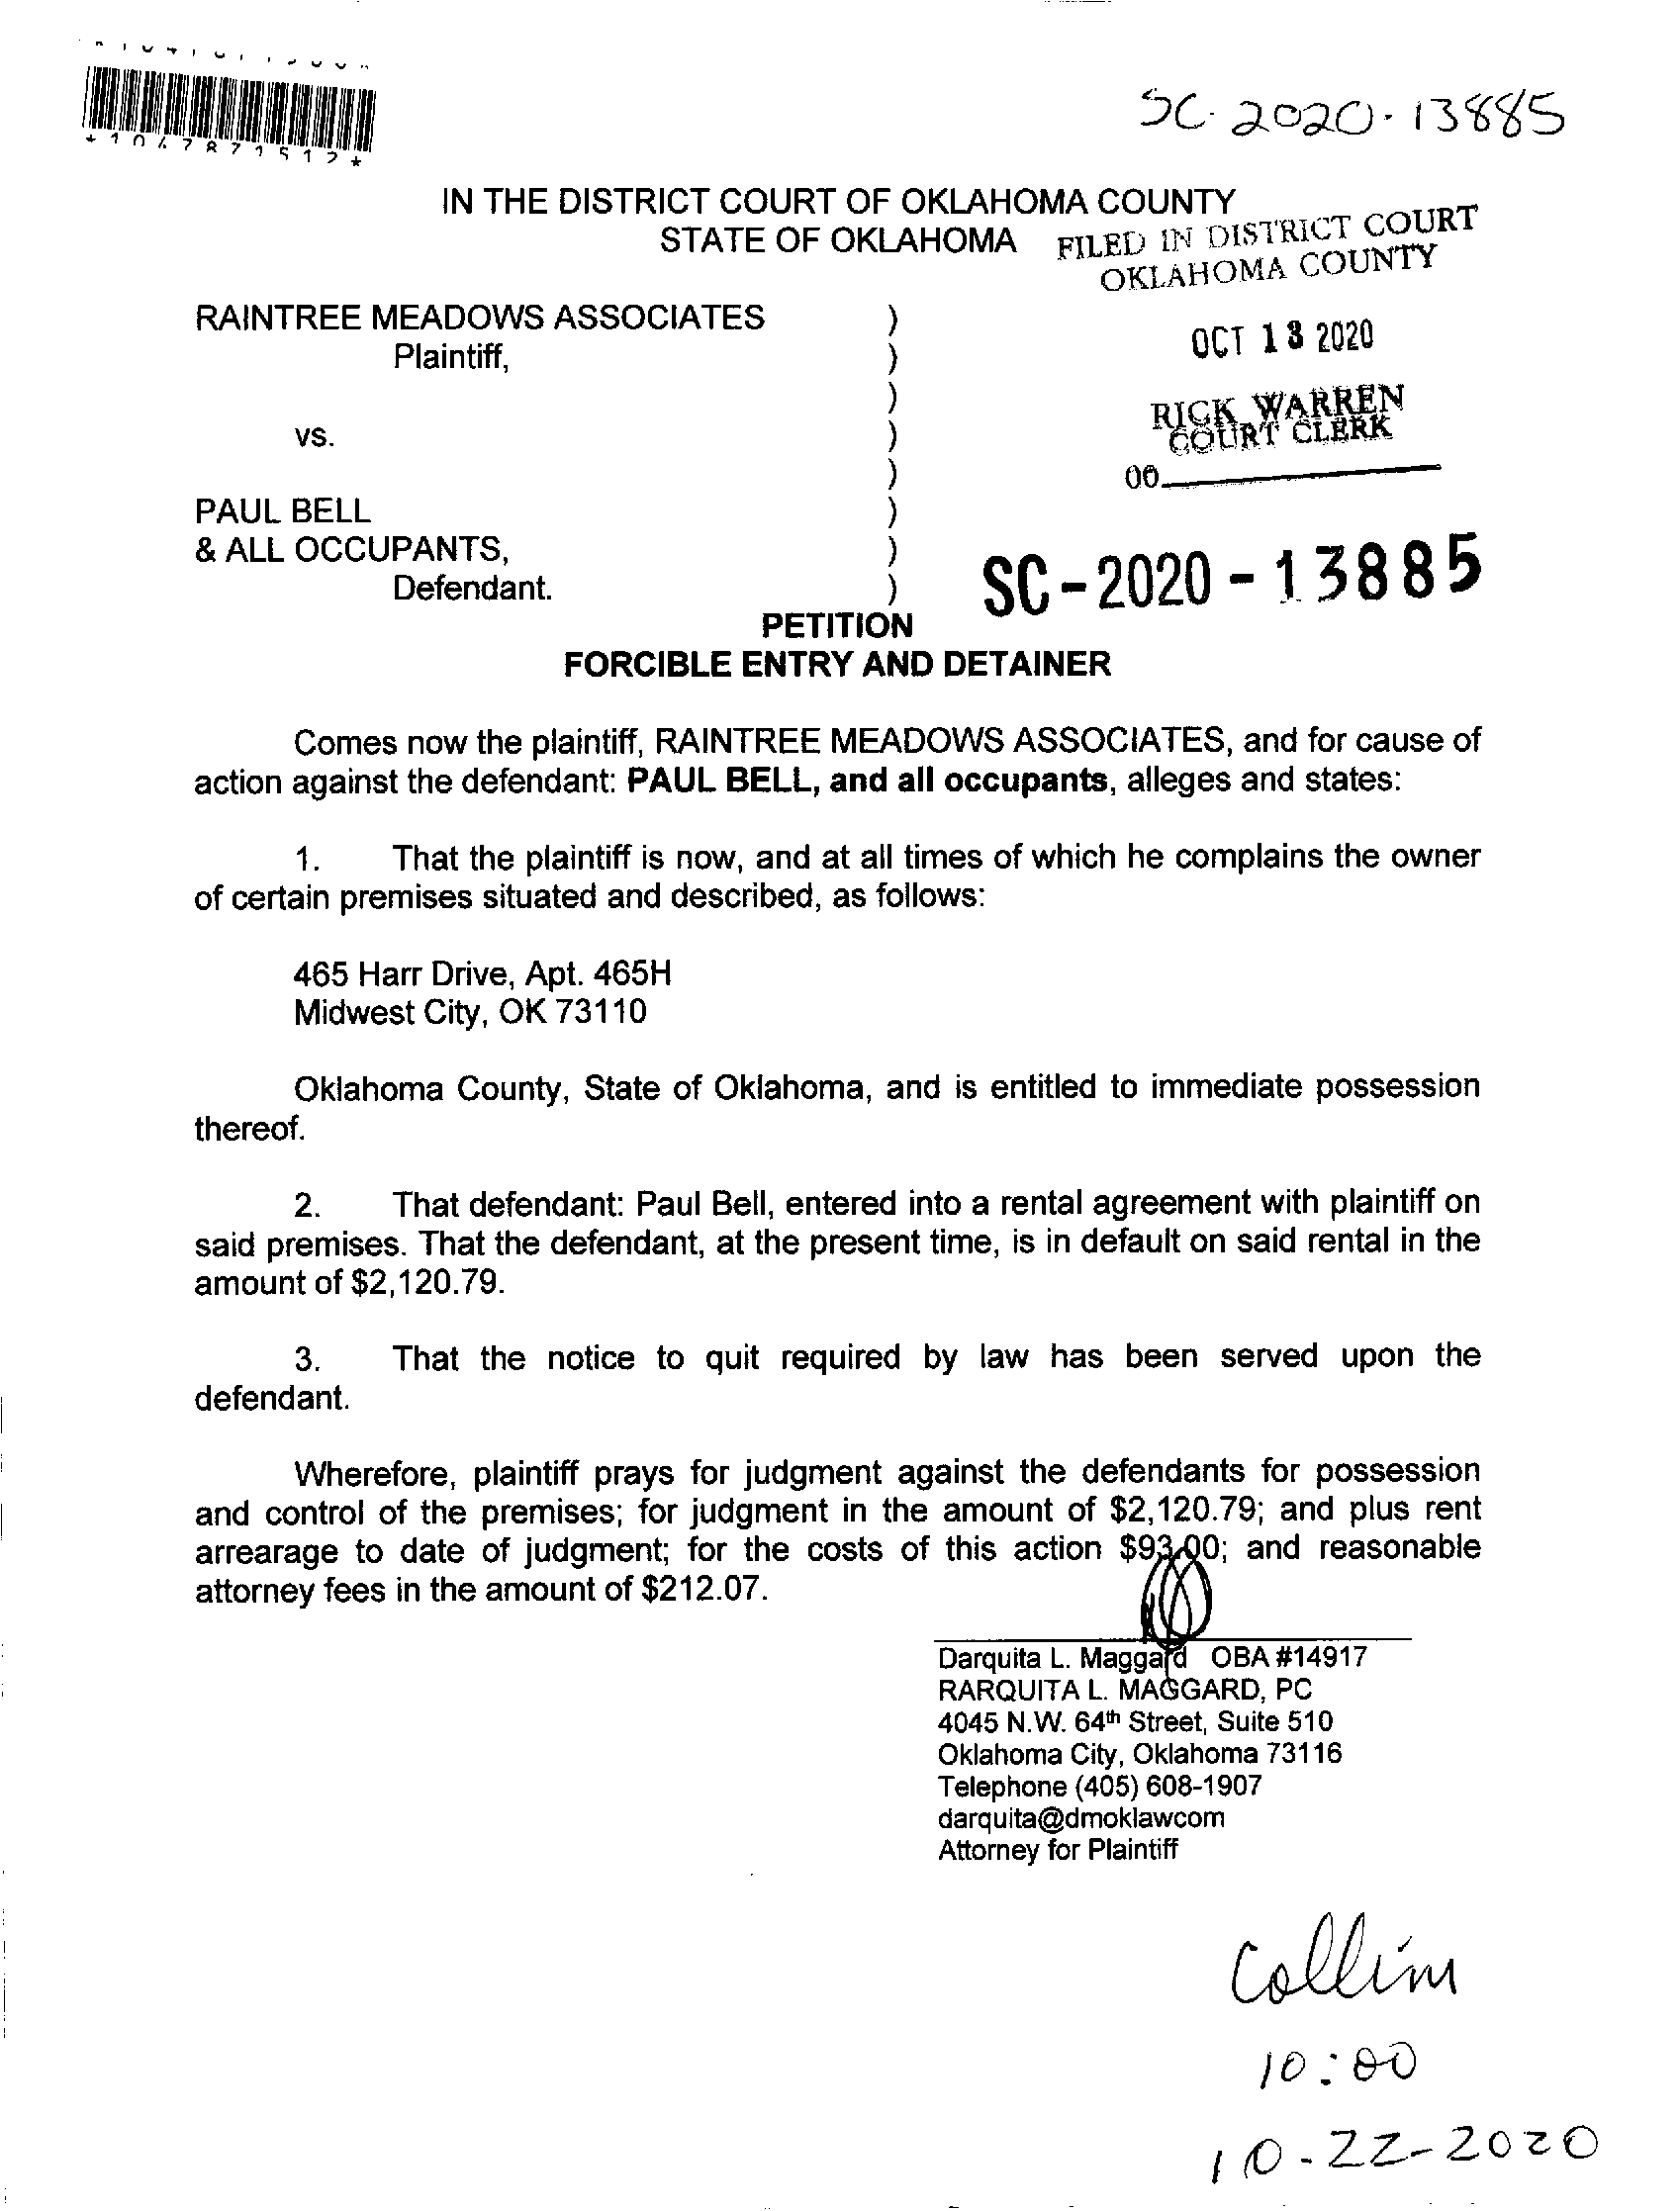 *1047871512*
SC-2020-13885
IN THE DISTRICT COURT OF OKLAHOMA COUNTY
STATE OF OKLAHOMA
FILED IN DISTRICT COURT
OKLAHOMA COUNTY
RAINTREE MEADOWS ASSOCIATES )
Plaintiff, )
OCT 13 2020
)
RICK WARREN
COURT CLERK
vs. )
)
PAUL BELL )
& ALL OCCUPANTS, )
Defendant. )
SC-2020-13885
PETITION
FORCIBLE ENTRY AND DETAINER
Comes now the plaintiff, RAINTREE MEADOWS ASSOCIATES, and for cause of
action against the defendant: PAUL BELL, and all occupants, alleges and states:
1. That the plaintiff is now, and at all times of which he complains the owner
of certain premises situated and described, as follows:
465 Harr Drive, Apt. 465H
Midwest City, OK 73110
Oklahoma County, State of Oklahoma, and is entitled to immediate possession
thereof.
2. That defendant: Paul Bell, entered into a rental agreement with plaintiff on
said premises. That the defendant, at the present time, is in default on said rental in the
amount of $2,120.79.
3. That the notice to quit required by law has been served upon the
defendant.
Wherefore, plaintiff prays for judgment against the defendants for possession
and control of the premises; for judgment in the amount of $2,120.79; and plus rent
arrearage to date of judgment; for the costs of this action $93.00; and reasonable
attorney fees in the amount of $212.07.
Darquita L. Maggard OBA #14917
RARQUITA L. MAGGARD, PC
4045 N.W. 64th Street, Suite 510
Oklahoma City, Oklahoma 73116
Telephone (405) 608-1907
darquita@dmoklawcom
Attorney for Plaintiff
10:00
10-22-2020